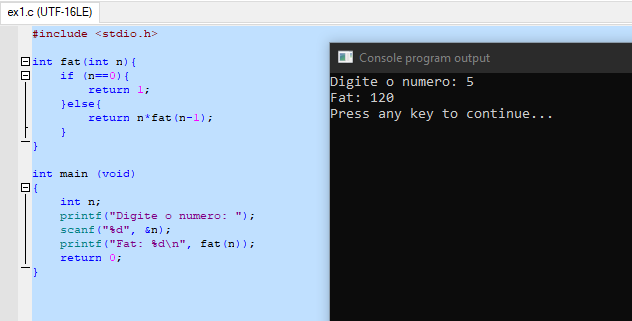 ex1.c (UTF-16LE)
#include <stdio.h>
int fat(int n){
if (n==0){
return 1;
}else{
return n*fat(n-1);
}
}
int main (void)
{
int n;
printf("Digite o numero: ");
scanf("%d", &n);
printf("Fat: %d\n", fat(n));
return 0;
}
Console program output
Digite o numero: 5
Fat: 120
Press any key to continue...